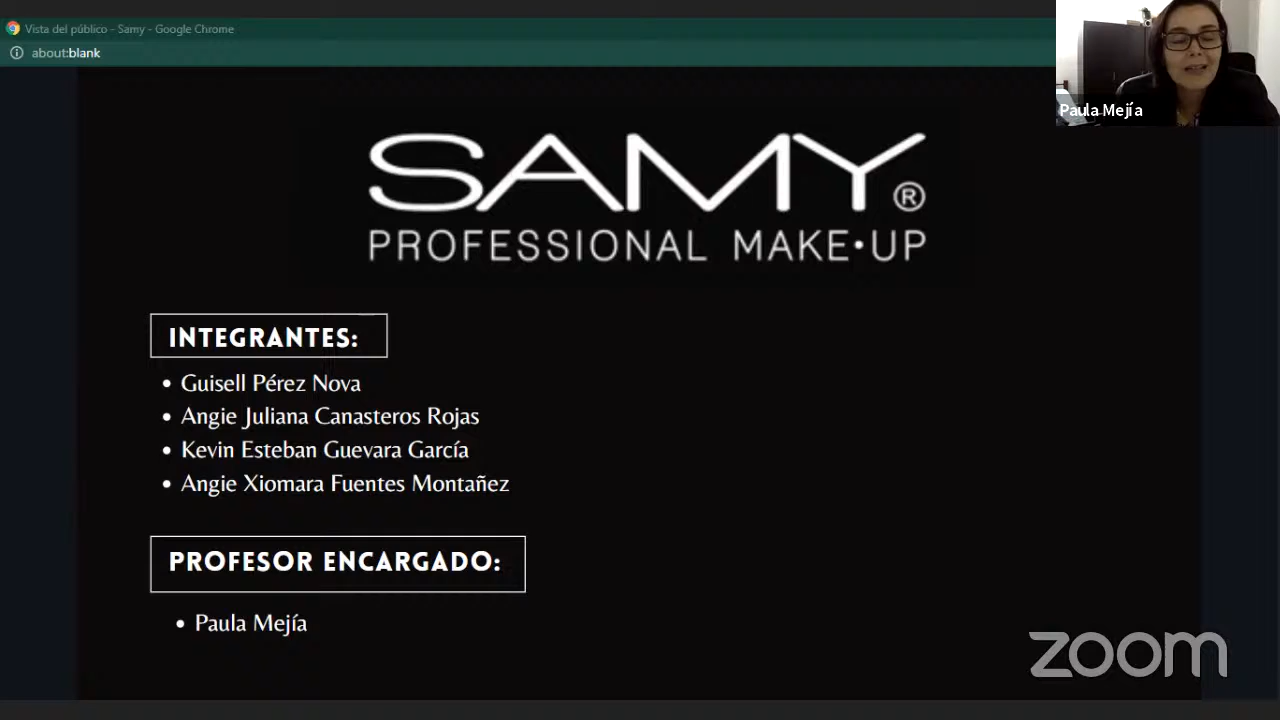 Vista del público - Samy - Google Chrome
about:blank
Paula Mejía
SAMY®
PROFESSIONAL MAKE•UP
INTEGRANTES:
• Guisell Pérez Nova
• Angie Juliana Canasteros Rojas
• Kevin Esteban Guevara García
• Angie Xiomara Fuentes Montañez
PROFESOR ENCARGADO:
• Paula Mejía
zoom